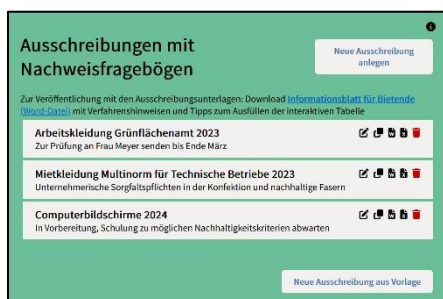 Ausschreibungen mit
Nachweisfragebögen
Neue Ausschreibung
anlegen
Zur Veröffentlichung mit den Ausschreibungsunterlagen: Download Informationsblatt für Bietende
(Word-Datei) mit Verfahrenshinweisen und Tipps zum Ausfüllen der interaktiven Tabelle
Arbeitskleidung Grünflächenamt 2023
Zur Prüfung an Frau Meyer senden bis Ende März
Mietkleidung Multinorm für Technische Betriebe 2023
Unternehmerische Sorgfaltspflichten in der Konfektion und nachhaltige Fasern
Computerbildschirme 2024
In Vorbereitung, Schulung zu möglichen Nachhaltigkeitskriterien abwarten
Neue Ausschreibung aus Vorlage